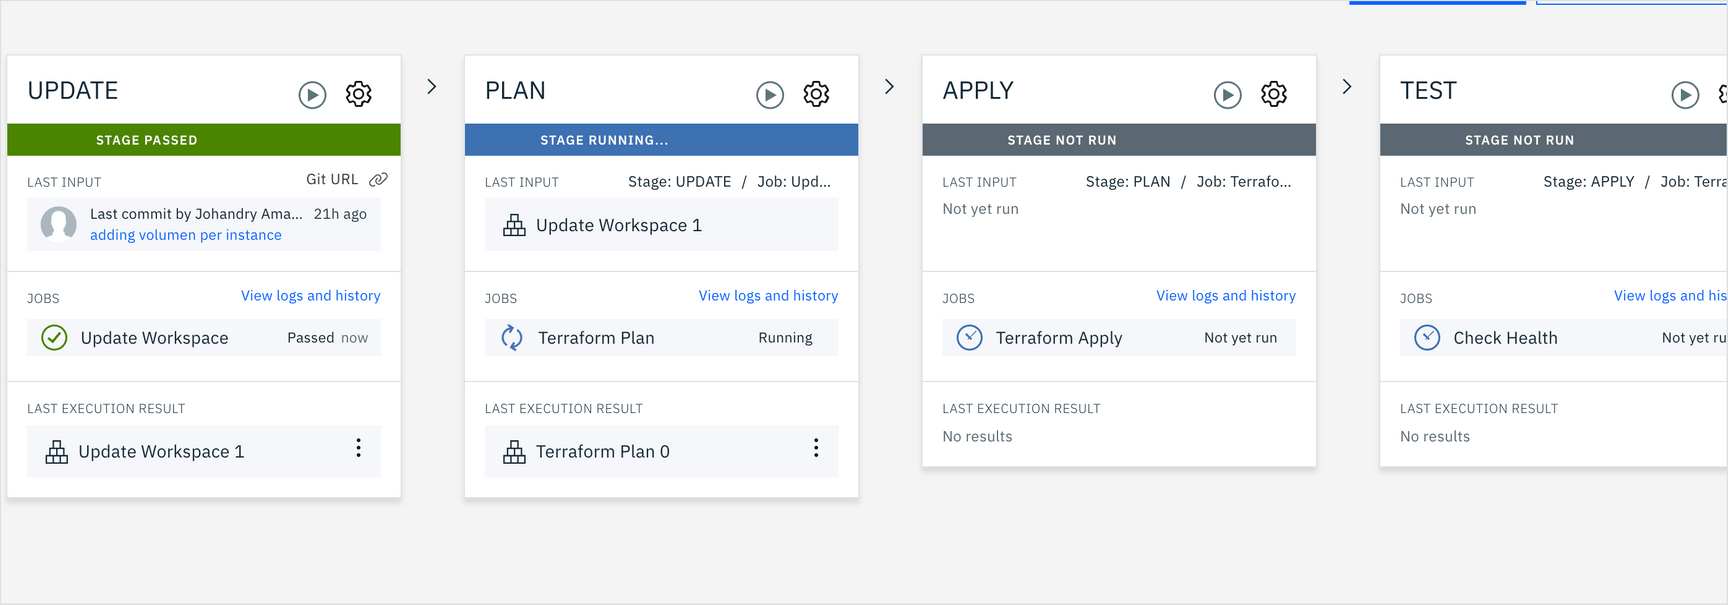 UPDATE
STAGE PASSED
LAST INPUT
Git URL
Last commit by Johandry Ama... 21h ago
adding volumen per instance
JOBS
View logs and history
Update Workspace
Passed now
LAST EXECUTION RESULT
Update Workspace 1
PLAN
STAGE RUNNING...
LAST INPUT
Stage: UPDATE / Job: Upd...
Update Workspace 1
JOBS
View logs and history
Terraform Plan
Running
LAST EXECUTION RESULT
Terraform Plan 0
APPLY
STAGE NOT RUN
LAST INPUT
Stage: PLAN / Job: Terrafo...
Not yet run
JOBS
View logs and history
Terraform Apply
Not yet run
LAST EXECUTION RESULT
No results
TEST
STAGE NOT RUN
LAST INPUT
Stage: APPLY / Job: Terra
Not yet run
JOBS
View logs and his
Check Health
Not yet ru
LAST EXECUTION RESULT
No results